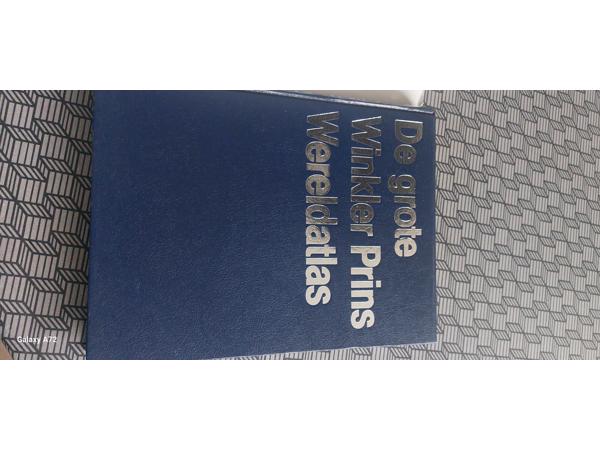 De grote
Winkler Prins
Wereldatlas
Galaxy A72